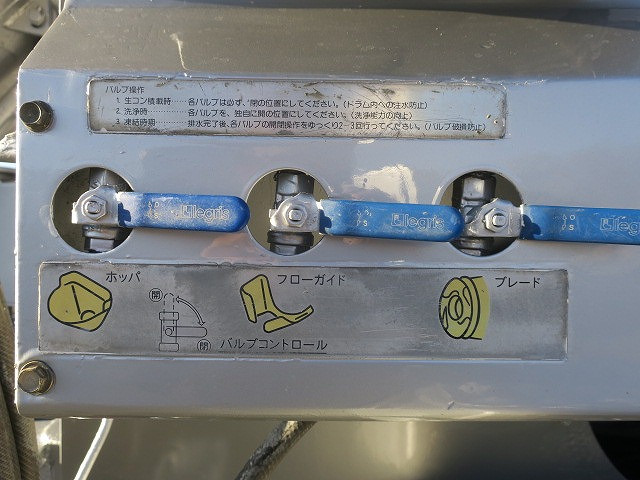 バルブ操作
1. 生コン積載時……各バルブは必ず、閉の位置にしてください。(ドラム内への注水防止)
2. 洗浄時…………各バルブを、独自に開の位置にしてください。(洗浄能力の向上)
3. 凍結時期………排水完了後、各バルブの開閉操作をゆっくり2~3回行ってください。(バルブ破損防止)
Legris
Legris
Legris
ホッパ
フローガイド
ブレード
開
閉
バルブコントロール